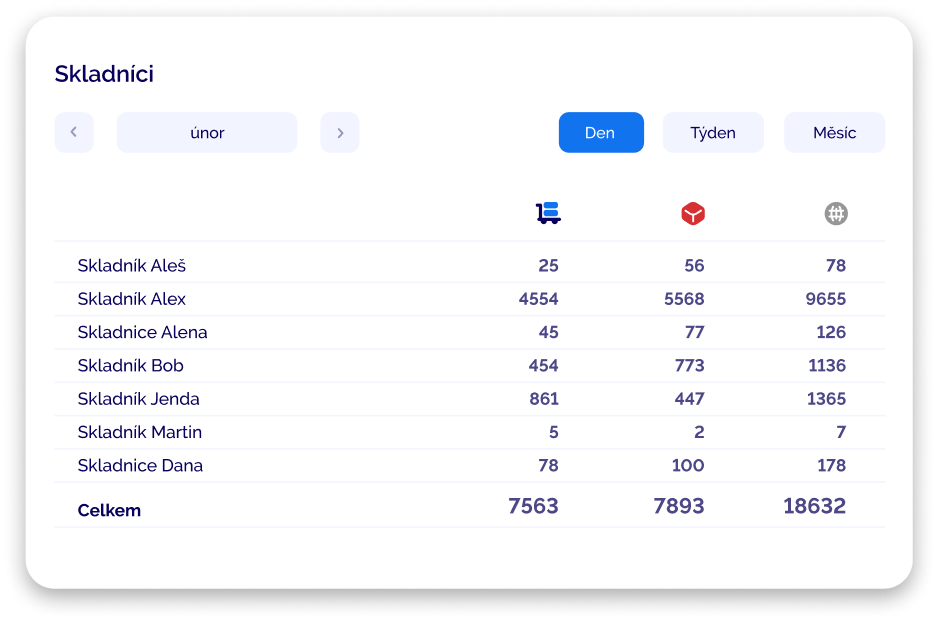 Skladníci
únor Den Týden Měsíc
Skladník Aleš 25 56 78
Skladník Alex 4554 5568 9655
Skladnice Alena 45 77 126
Skladník Bob 454 773 1136
Skladník Jenda 861 447 1365
Skladník Martin 5 2 7
Skladnice Dana 78 100 178
Celkem 7563 7893 18632